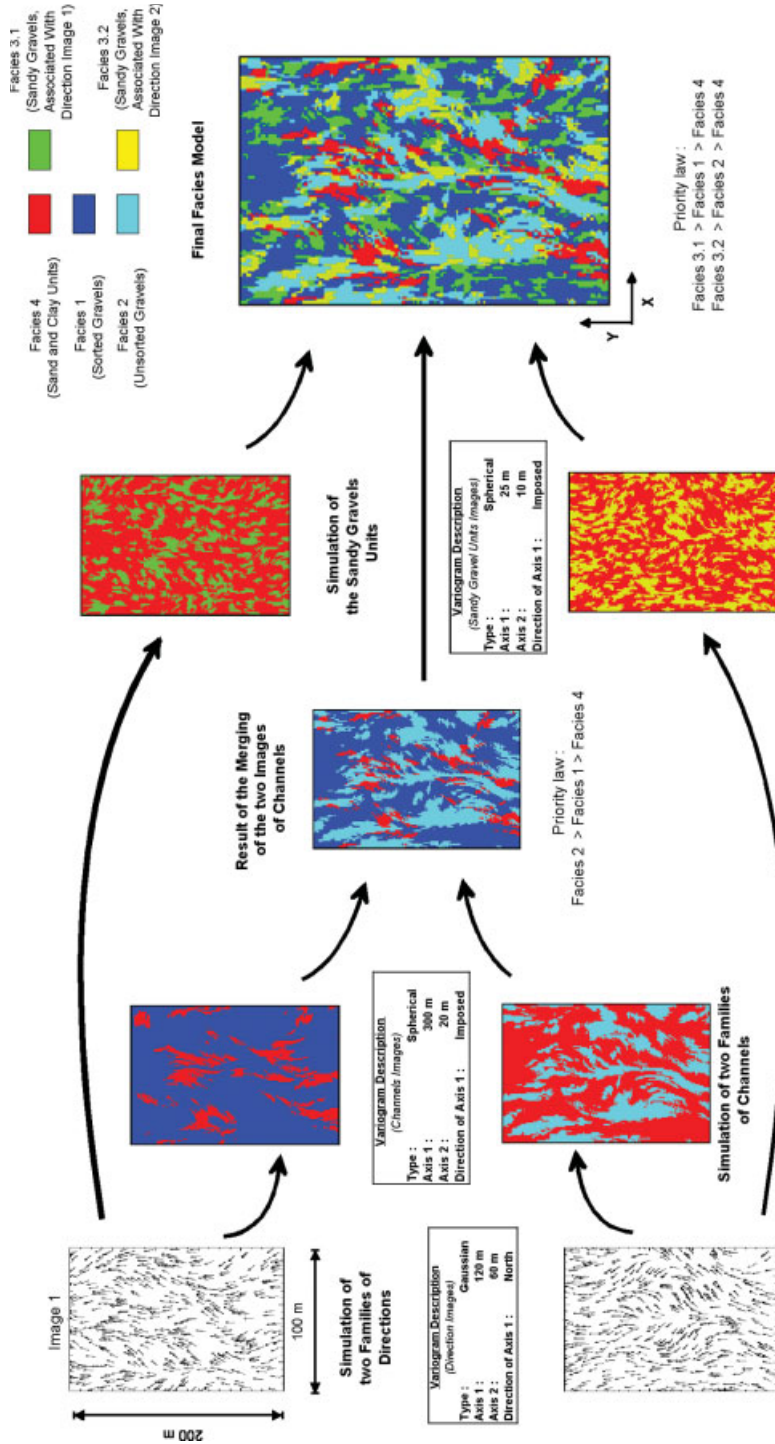 Image 1
200 m
100 m
Simulation of
two Families of
Directions
Variogram Description
(Direction Images)
Type : Gaussian
Axis 1 : 120 m
Axis 2 : 60 m
Direction of Axis 1 : North
Variogram Description
(Channels Images)
Type : Spherical
Axis 1 : 300 m
Axis 2 : 20 m
Direction of Axis 1 : Imposed
Simulation of two Families
of Channels
Result of the Merging
of the two Images
of Channels
Priority law :
Facies 2 > Facies 1 > Facies 4
Simulation of
the Sandy Gravels
Units
Variogram Description
(Sandy Gravel Units Images)
Type : Spherical
Axis 1 : 25 m
Axis 2 : 10 m
Direction of Axis 1 : Imposed
Facies 4
(Sand and Clay Units)
Facies 1
(Sorted Gravels)
Facies 2
(Unsorted Gravels)
Facies 3.1
(Sandy Gravels,
Associated With
Direction Image 1)
Facies 3.2
(Sandy Gravels,
Associated With
Direction Image 2)
Final Facies Model
Y
X
Priority law :
Facies 3.1 > Facies 1 > Facies 4
Facies 3.2 > Facies 2 > Facies 4